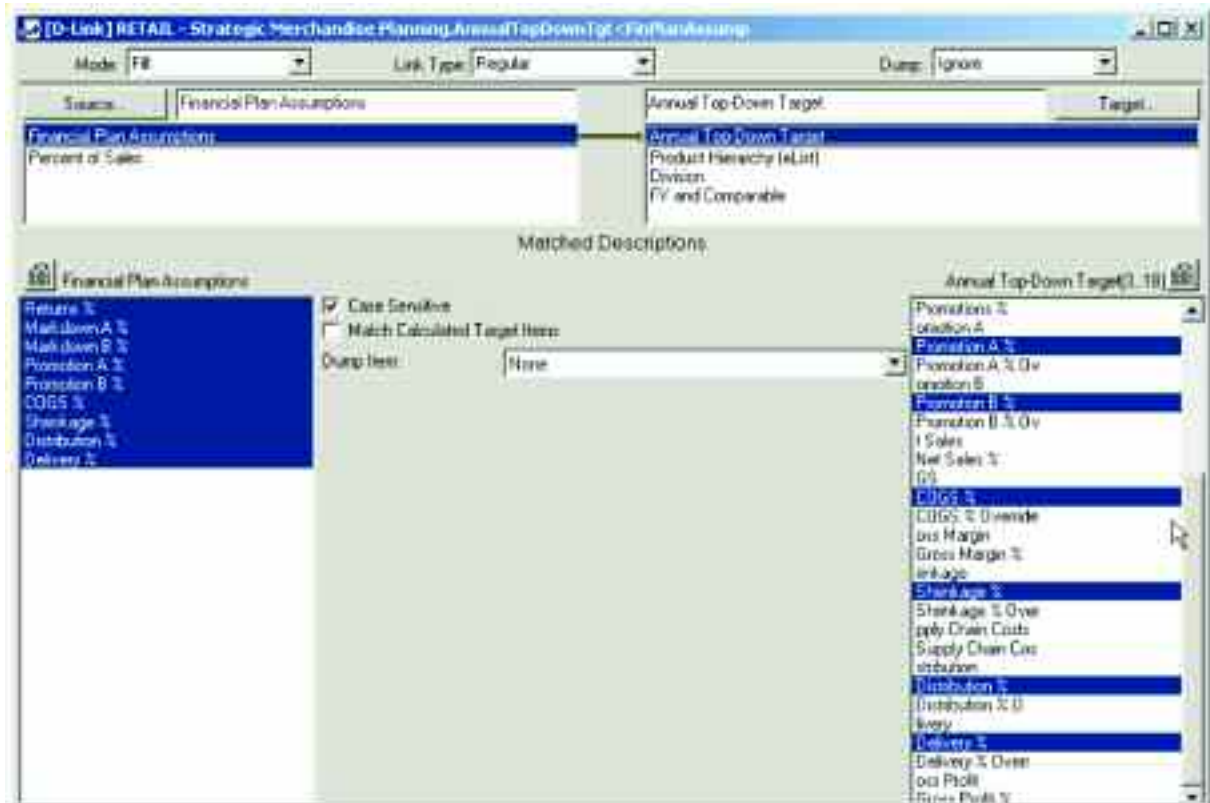 [D-Link] RETAIL - Strategic Merchandise Planning.AnnualTopDownTgt <FinPlanAssump
Mode: Fill Link Type: Regular Dump: Ignore
Source... Financial Plan Assumptions Annual Top-Down Target Target...
Financial Plan Assumptions Annual Top-Down Target
Percent of Sales Product Hierarchy (eList)
Division
FY and Comparable
Matched Descriptions
Financial Plan Assumptions Annual Top-Down Target
Returns %
Markdown A %
Markdown B %
Promotion A %
Promotion B %
COGS %
Shrinkage %
Distribution %
Delivery %
Case Sensitive
Match Calculated Target Items
Dump Item: None
Promotions %
omotion A
Promotion A %
Promotion A % Ov
omotion B
Promotion B %
Promotion B % Ov
t Sales
Net Sales %
GS
COGS %
COGS % Override
oss Margin
Gross Margin %
rinkage
Shrinkage %
Shrinkage % Over
pply Chain Costs
Supply Chain Cos
stribution
Distribution %
Distribution % O
livery
Delivery %
Delivery % Overr
oss Profit
Gross Profit %